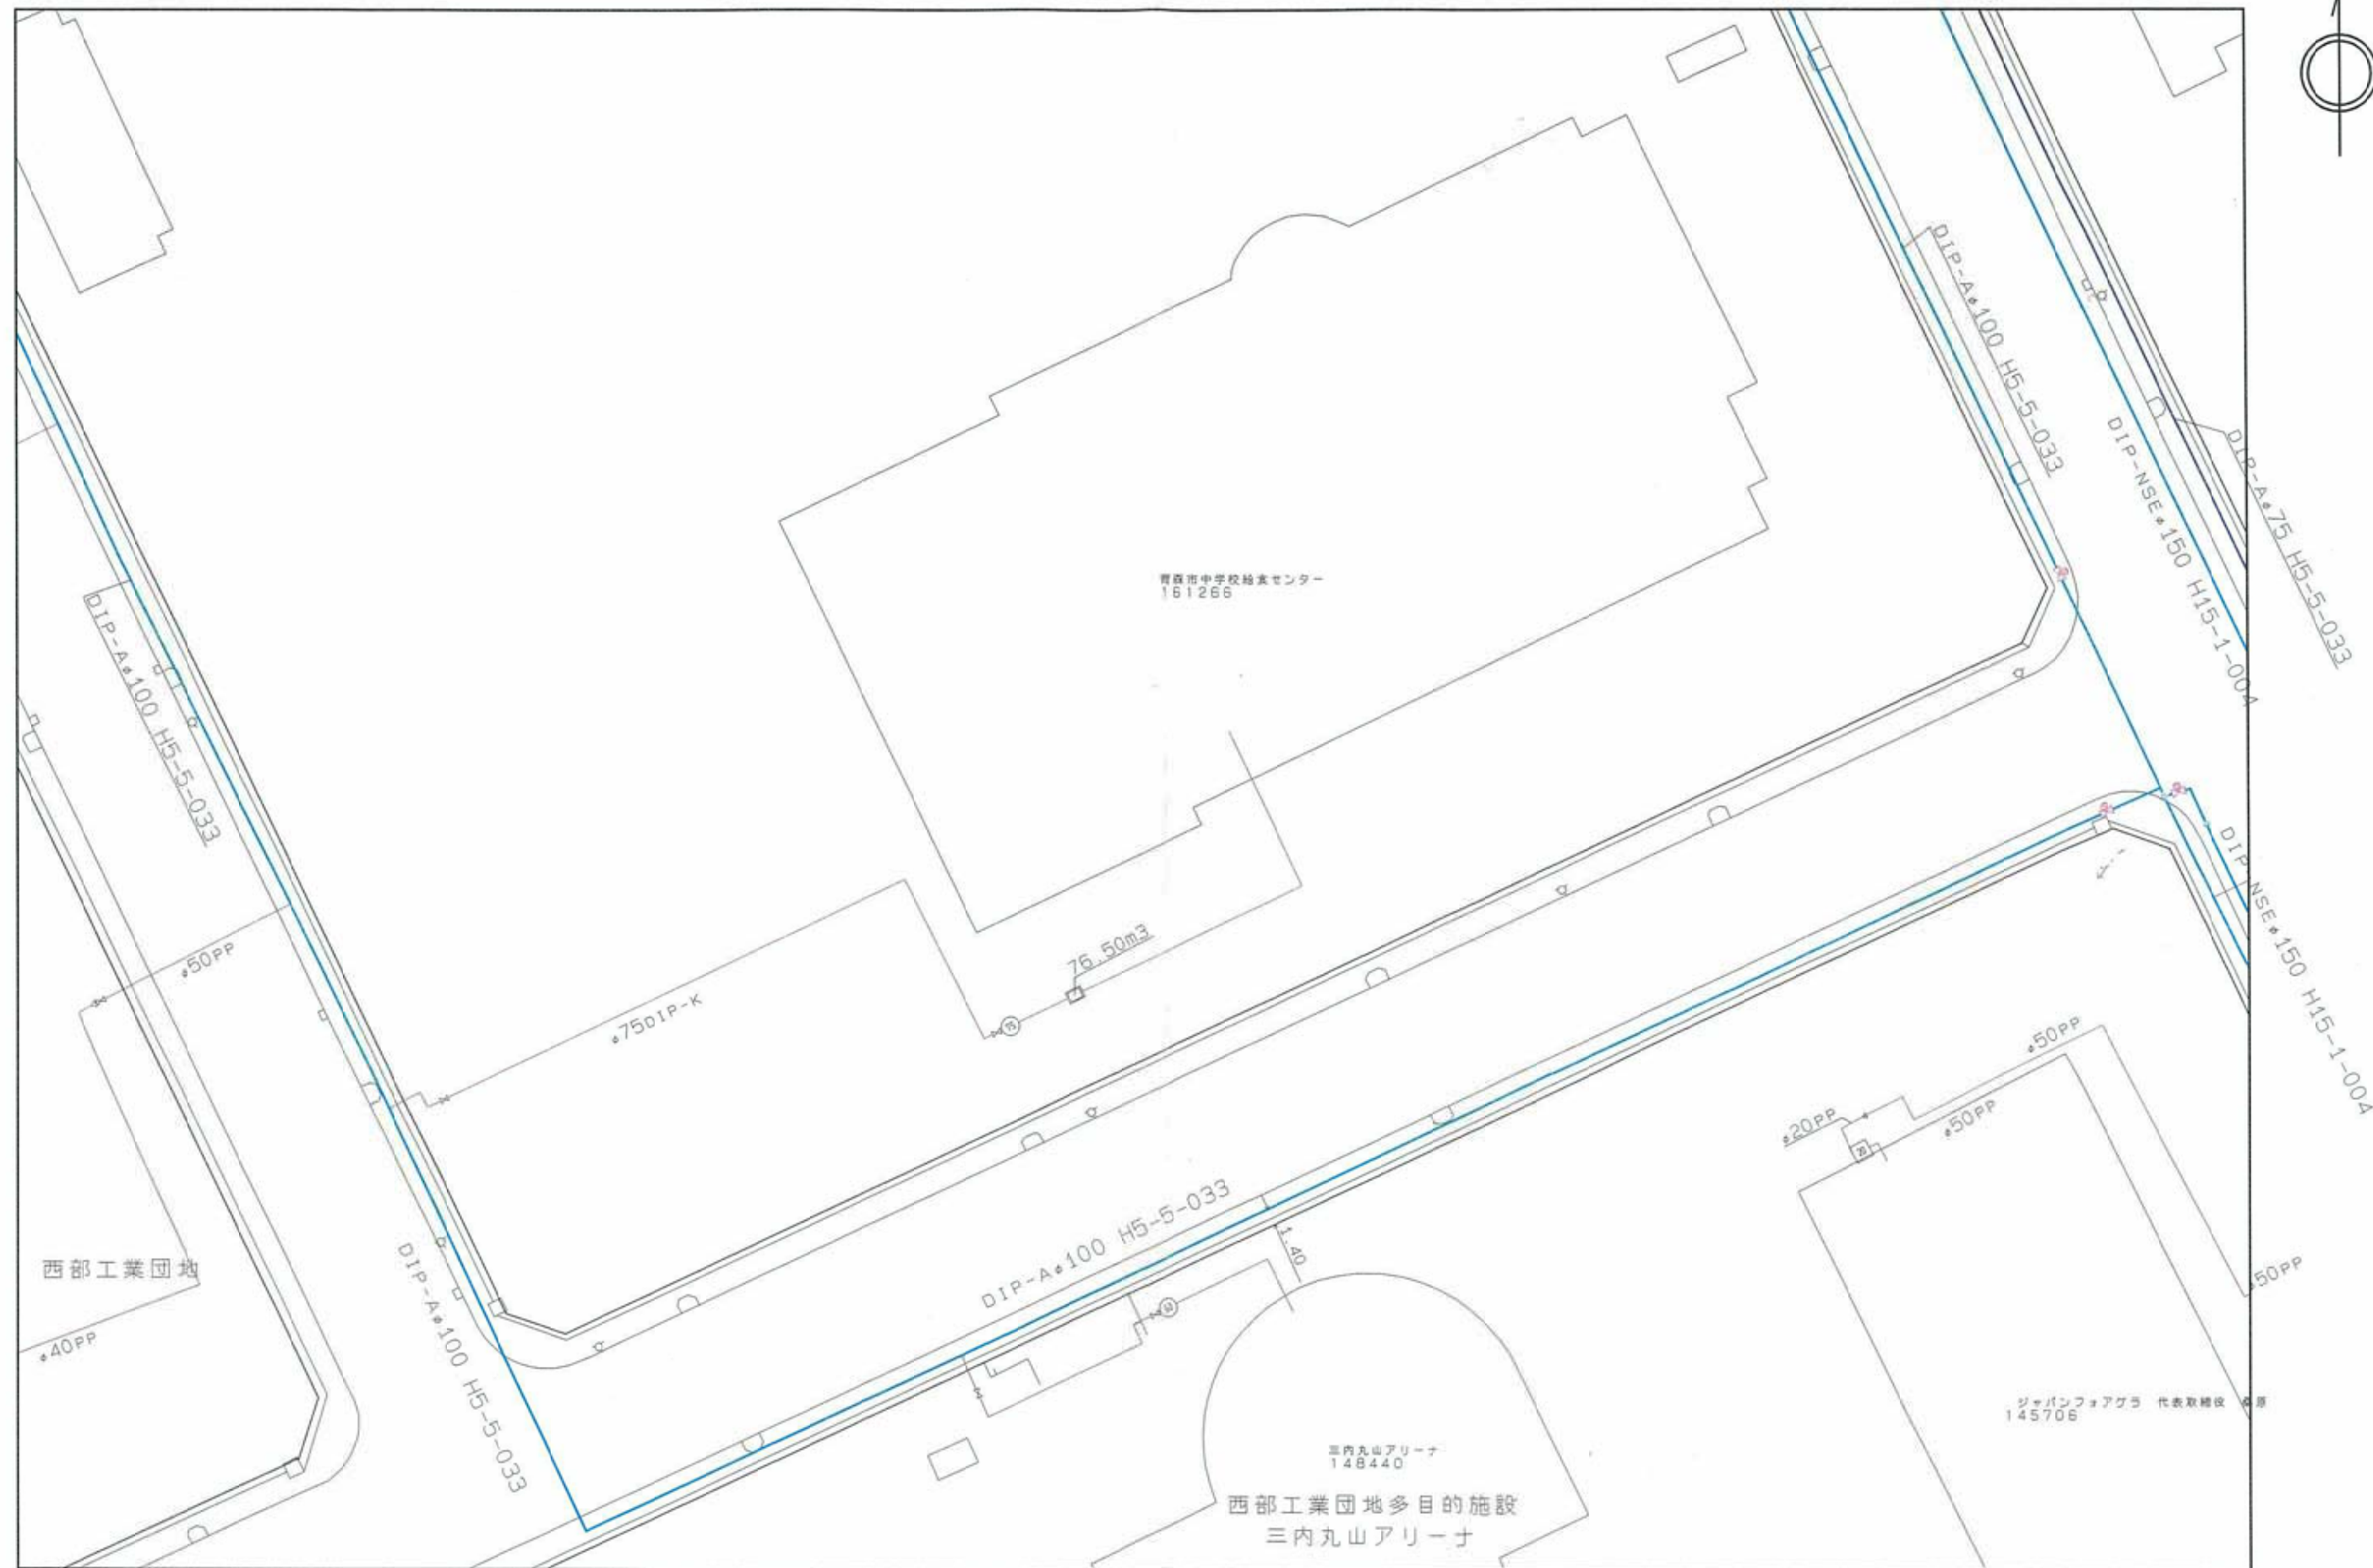 DIP-Aφ100 H5-5-033
DIP-NSEφ150 H15-1-004
DIP-Aφ75 H5-5-033
青森市中学校給食センター
161266
DIP-Aφ100 H5-5-033
φ50PP
76.50m3
φ75DIP-K
75
DIP NSEφ150 H15-1-004
φ50PP
φ20PP
φ50PP
20
DIP-Aφ100 H5-5-033
1.40
西部工業団地
φ40PP
DIP-Aφ100 H5-5-033
φ50PP
ジャパンフォアグラ 代表取締役
145706
三内丸山アリーナ
148440
西部工業団地多目的施設
三内丸山アリーナ